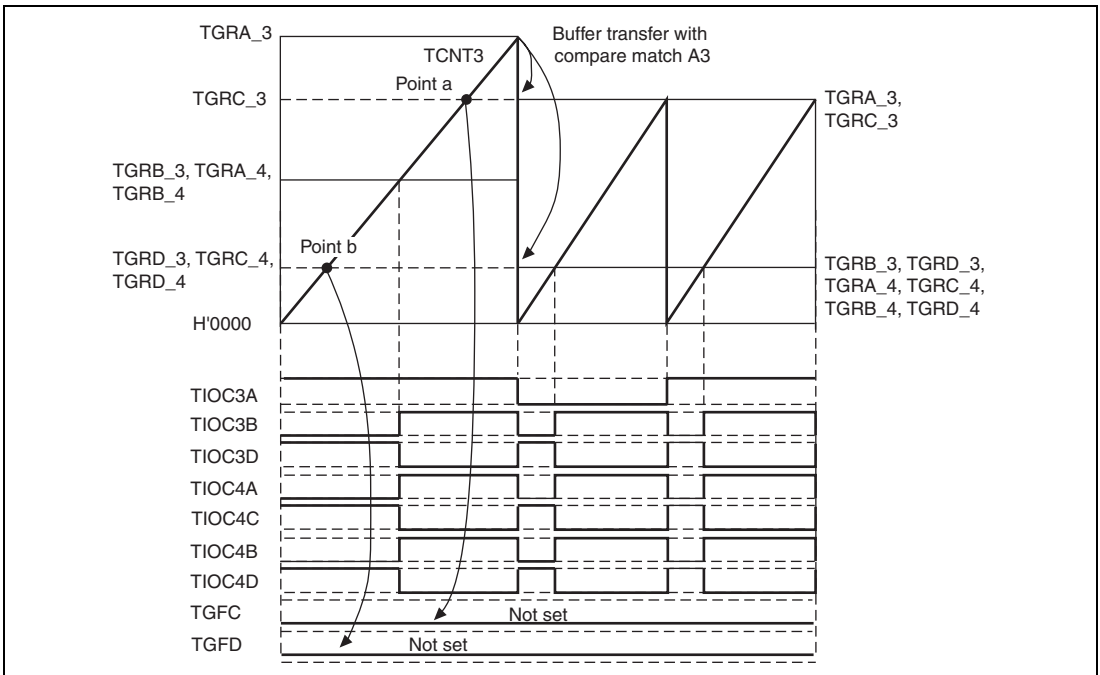 TGRA_3
TCNT3
Buffer transfer with
compare match A3
Point a
TGRC_3
TGRA_3,
TGRC_3
TGRB_3, TGRA_4,
TGRB_4
Point b
TGRD_3, TGRC_4,
TGRD_4
TGRB_3, TGRD_3,
TGRA_4, TGRC_4,
TGRB_4, TGRD_4
H'0000
TIOC3A
TIOC3B
TIOC3D
TIOC4A
TIOC4C
TIOC4B
TIOC4D
TGFC
Not set
TGFD
Not set